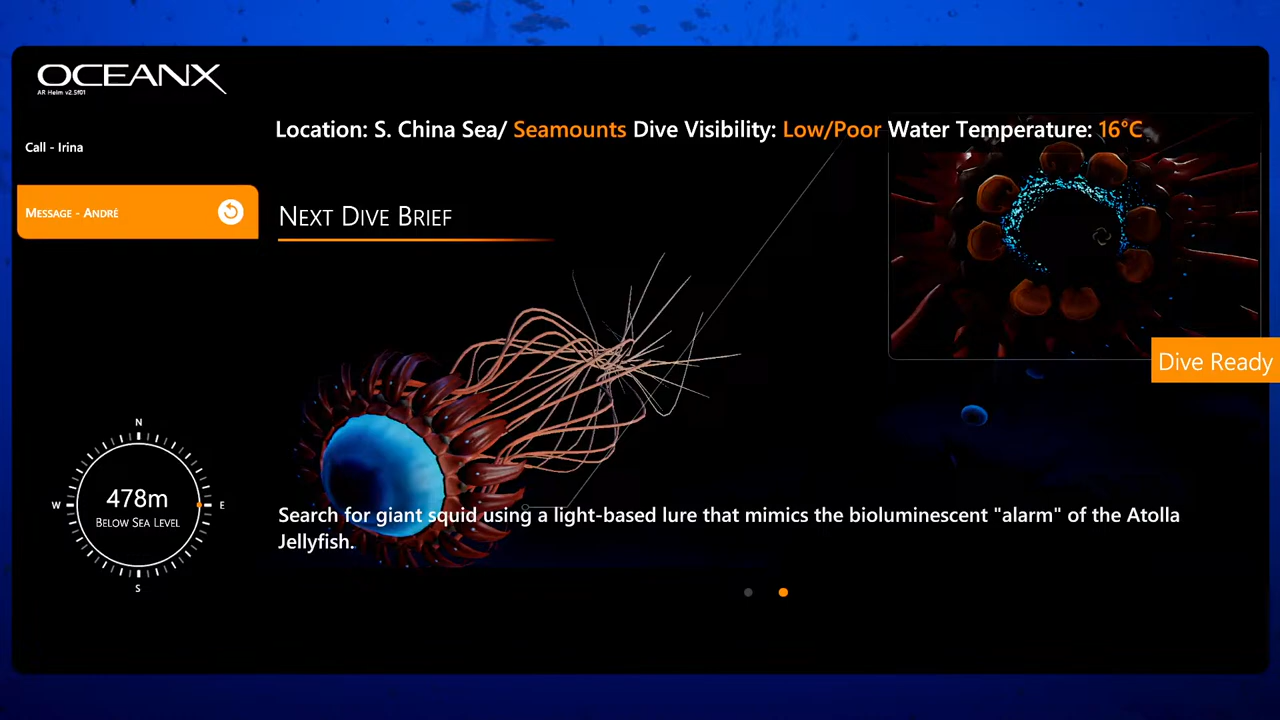 OCEANX
AR Helm v2.5f01
Location: S. China Sea/ Seamounts Dive Visibility: Low/Poor Water Temperature: 16°C
Call - Irina
Message - André
Next Dive Brief
Dive Ready
N
W
E
S
478m
Below Sea Level
Search for giant squid using a light-based lure that mimics the bioluminescent "alarm" of the Atolla
Jellyfish.